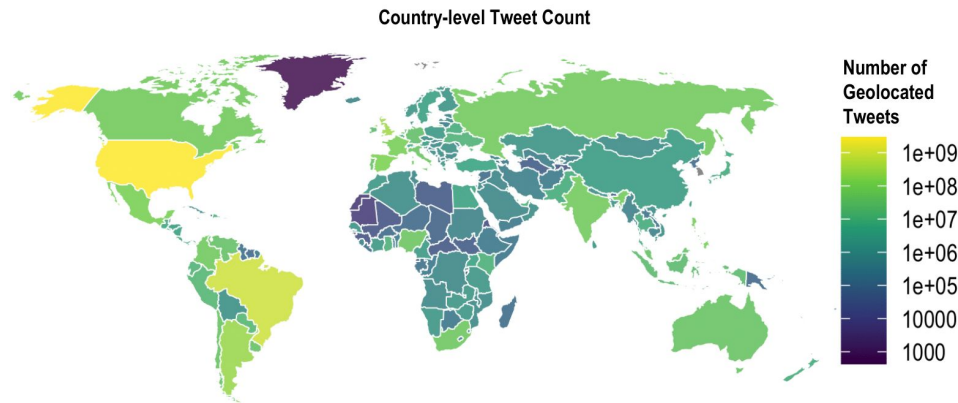 Country-level Tweet Count
Number of
Geolocated
Tweets
1e+09
1e+08
1e+07
1e+06
1e+05
10000
1000